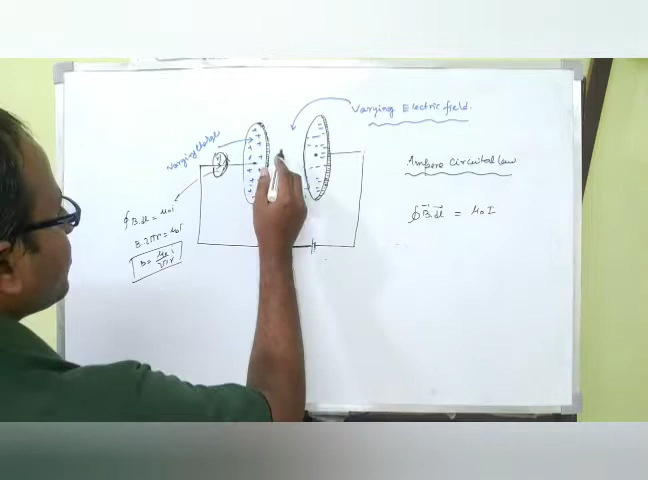 Varying Electric field.
Varying Charge
Ampere Circuital law
∮B⃗.dl⃗ = μ₀I
∮B.dl = μ₀i
B.2πr = μ₀i
B = μ₀i/2πr